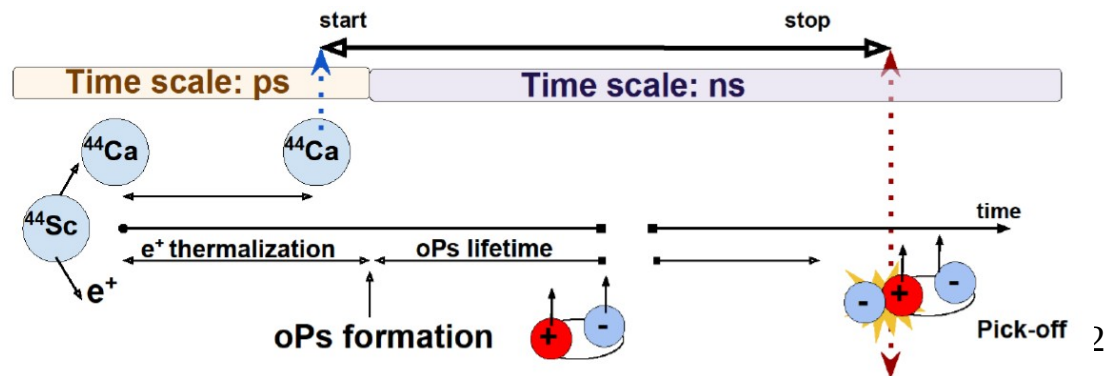 start stop
Time scale: ps Time scale: ns
⁴⁴Ca ⁴⁴Ca
⁴⁴Sc
time
e⁺ thermalization oPs lifetime
e⁺
oPs formation
+ -
- + -
Pick-off
2